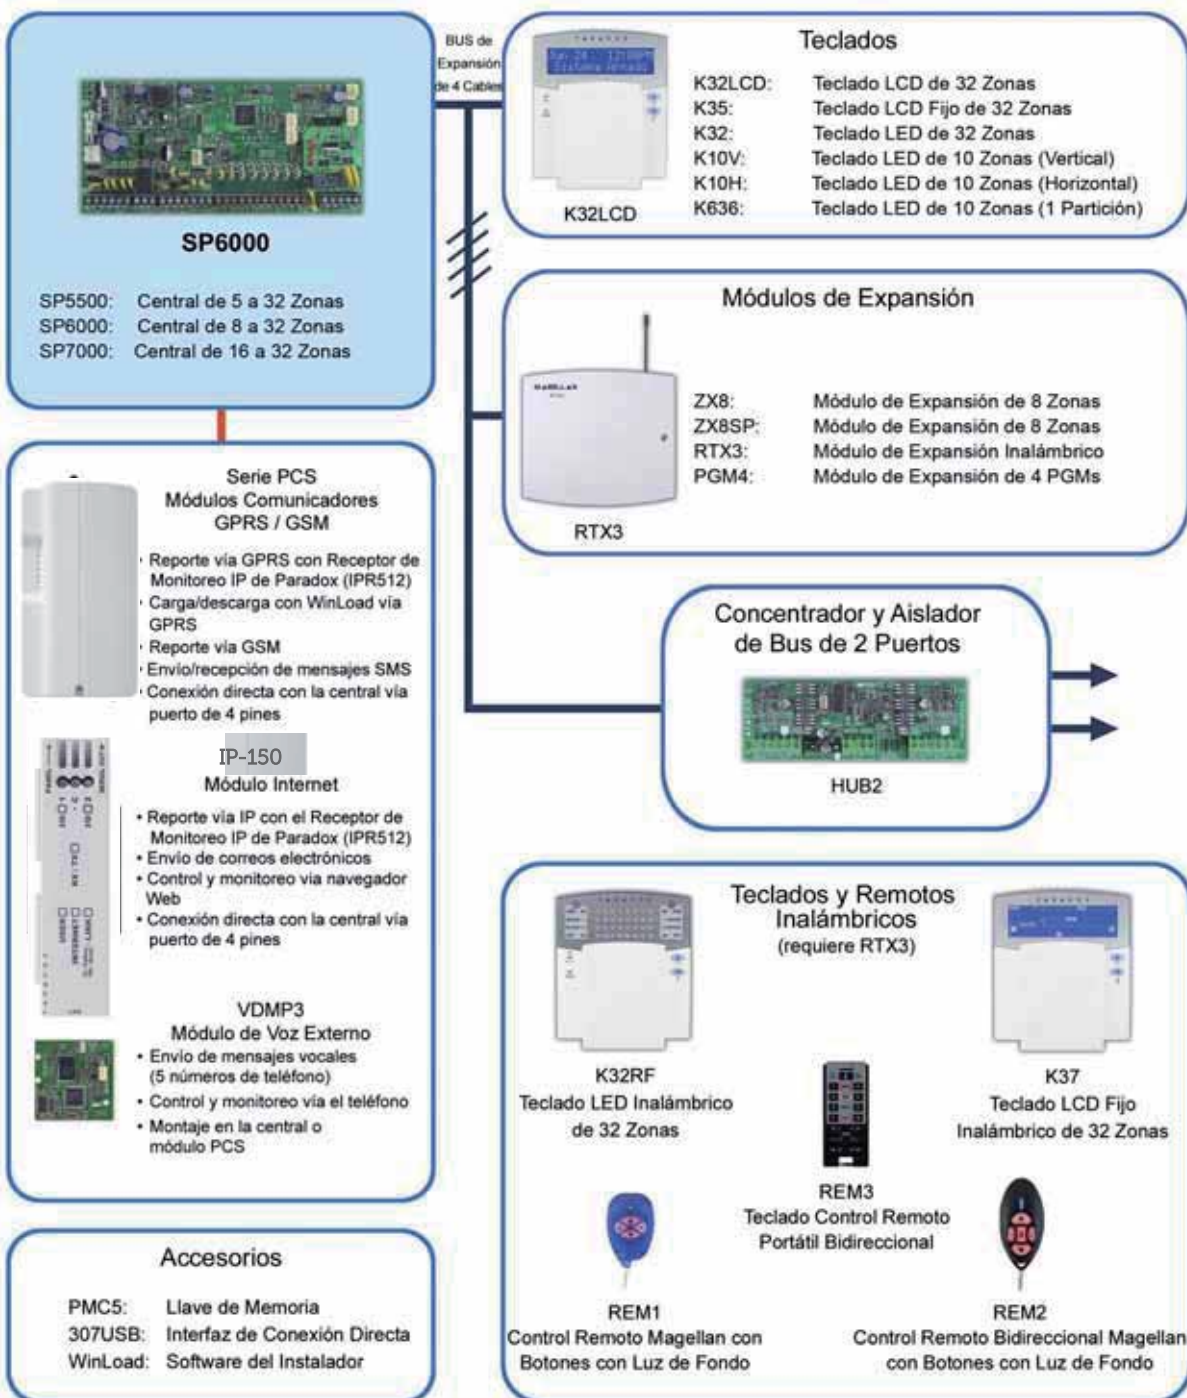 SP6000
SP5500: Central de 5 a 32 Zonas
SP6000: Central de 8 a 32 Zonas
SP7000: Central de 16 a 32 Zonas
BUS de
Expansión
de 4 Cables
Teclados
K32LCD
K32LCD: Teclado LCD de 32 Zonas
K35: Teclado LCD Fijo de 32 Zonas
K32: Teclado LED de 32 Zonas
K10V: Teclado LED de 10 Zonas (Vertical)
K10H: Teclado LED de 10 Zonas (Horizontal)
K636: Teclado LED de 10 Zonas (1 Partición)
Módulos de Expansión
MAGELLAN
RTX3
ZX8: Módulo de Expansión de 8 Zonas
ZX8SP: Módulo de Expansión de 8 Zonas
RTX3: Módulo de Expansión Inalámbrico
PGM4: Módulo de Expansión de 4 PGMs
Serie PCS
Módulos Comunicadores
GPRS / GSM
· Reporte vía GPRS con Receptor de
Monitoreo IP de Paradox (IPR512)
· Carga/descarga con WinLoad vía
GPRS
· Reporte vía GSM
· Envío/recepción de mensajes SMS
· Conexión directa con la central vía
puerto de 4 pines
IP-150
Módulo Internet
• Reporte vía IP con el Receptor de
Monitoreo IP de Paradox (IPR512)
• Envío de correos electrónicos
• Control y monitoreo via navegador
Web
• Conexión directa con la central vía
puerto de 4 pines
VDMP3
Módulo de Voz Externo
• Envío de mensajes vocales
(5 números de teléfono)
• Control y monitoreo vía el teléfono
• Montaje en la central o
módulo PCS
Concentrador y Aislador
de Bus de 2 Puertos
HUB2
Teclados y Remotos
Inalámbricos
(requiere RTX3)
K32RF
Teclado LED Inalámbrico
de 32 Zonas
K37
Teclado LCD Fijo
Inalámbrico de 32 Zonas
REM3
Teclado Control Remoto
Portátil Bidireccional
REM1
Control Remoto Magellan con
Botones con Luz de Fondo
REM2
Control Remoto Bidireccional Magellan
con Botones con Luz de Fondo
Accesorios
PMC5: Llave de Memoria
307USB: Interfaz de Conexión Directa
WinLoad: Software del Instalador